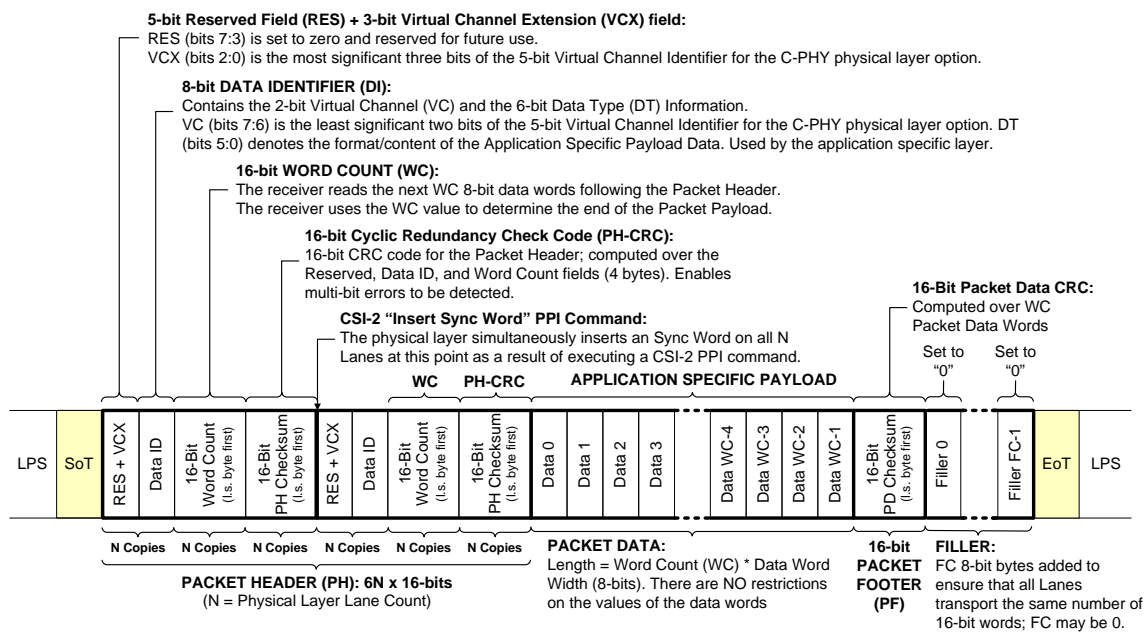 5-bit Reserved Field (RES) + 3-bit Virtual Channel Extension (VCX) field:
RES (bits 7:3) is set to zero and reserved for future use.
VCX (bits 2:0) is the most significant three bits of the 5-bit Virtual Channel Identifier for the C-PHY physical layer option.
8-bit DATA IDENTIFIER (DI):
Contains the 2-bit Virtual Channel (VC) and the 6-bit Data Type (DT) Information.
VC (bits 7:6) is the least significant two bits of the 5-bit Virtual Channel Identifier for the C-PHY physical layer option. DT
(bits 5:0) denotes the format/content of the Application Specific Payload Data. Used by the application specific layer.
16-bit WORD COUNT (WC):
The receiver reads the next WC 8-bit data words following the Packet Header.
The receiver uses the WC value to determine the end of the Packet Payload.
16-bit Cyclic Redundancy Check Code (PH-CRC):
16-bit CRC code for the Packet Header; computed over the
Reserved, Data ID, and Word Count fields (4 bytes). Enables
multi-bit errors to be detected.
16-Bit Packet Data CRC:
Computed over WC
Packet Data Words
CSI-2 “Insert Sync Word” PPI Command:
The physical layer simultaneously inserts an Sync Word on all N
Lanes at this point as a result of executing a CSI-2 PPI command.
Set to
“0”
Set to
“0”
WC
PH-CRC
APPLICATION SPECIFIC PAYLOAD
LPS
SoT
RES + VCX
Data ID
16-Bit
Word Count
(l.s. byte first)
16-Bit
PH Checksum
(l.s. byte first)
RES + VCX
Data ID
16-Bit
Word Count
(l.s. byte first)
16-Bit
PH Checksum
(l.s. byte first)
Data 0
Data 1
Data 2
Data 3
Data WC-4
Data WC-3
Data WC-2
Data WC-1
16-Bit
PD Checksum
(l.s. byte first)
Filler 0
Filler FC-1
EoT
LPS
N Copies
N Copies
N Copies
N Copies
N Copies
N Copies
PACKET HEADER (PH): 6N x 16-bits
(N = Physical Layer Lane Count)
PACKET DATA:
Length = Word Count (WC) * Data Word
Width (8-bits). There are NO restrictions
on the values of the data words
16-bit
PACKET
FOOTER
(PF)
FILLER:
FC 8-bit bytes added to
ensure that all Lanes
transport the same number of
16-bit words; FC may be 0.